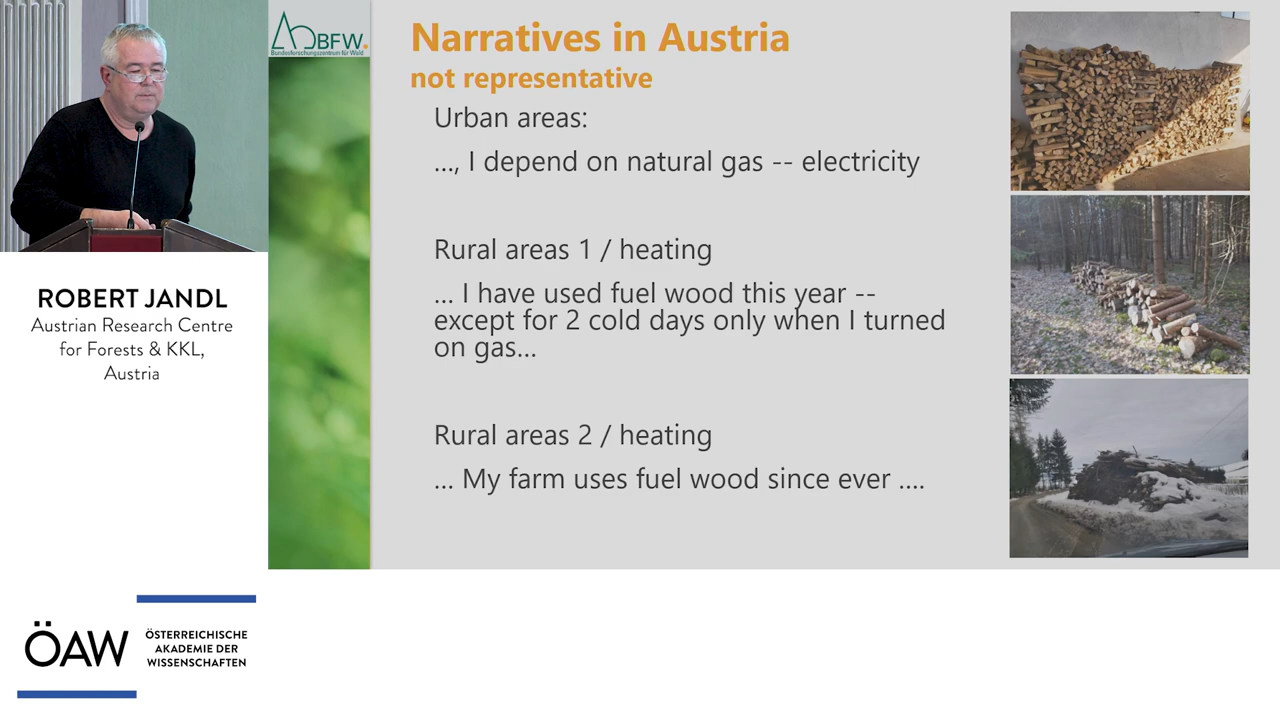 BFW.
Bundesforschungszentrum für Wald
Narratives in Austria
not representative
Urban areas:
..., I depend on natural gas -- electricity
Rural areas 1 / heating
... I have used fuel wood this year --
except for 2 cold days only when I turned
on gas...
Rural areas 2 / heating
... My farm uses fuel wood since ever ....
ROBERT JANDL
Austrian Research Centre
for Forests & KKL,
Austria
ÖAW
ÖSTERREICHISCHE
AKADEMIE DER
WISSENSCHAFTEN